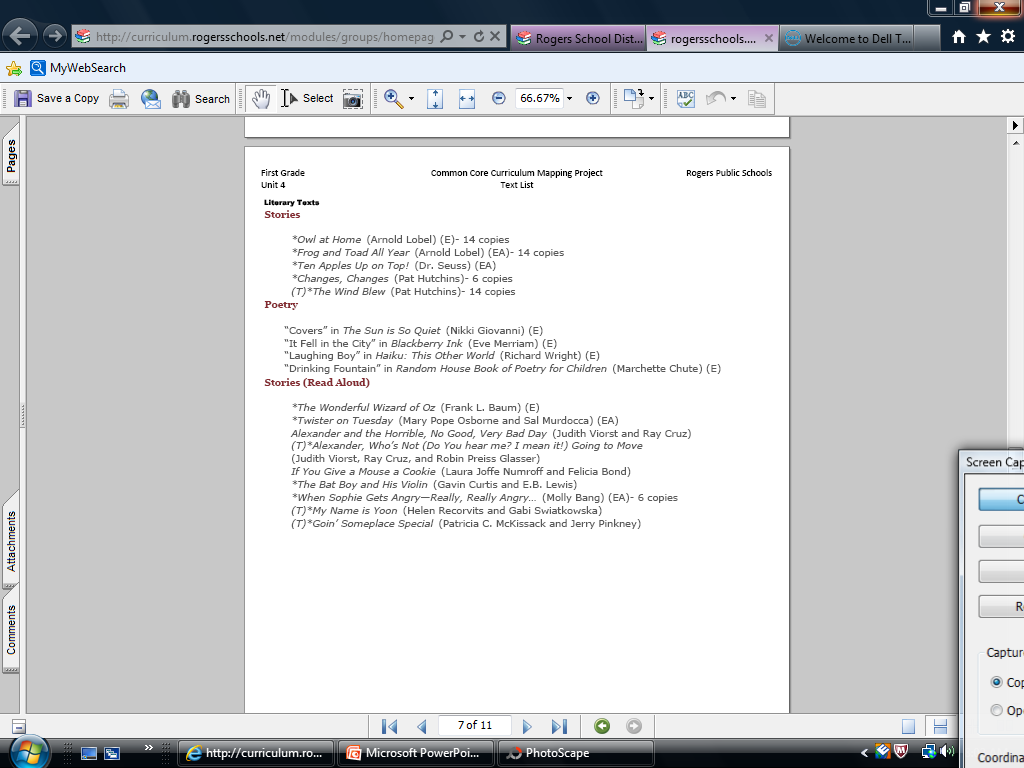 http://curriculum.rogersschools.net/modules/groups/homepag
Rogers School Dist...
rogersschools....
Welcome to Dell T...
MyWebSearch
Save a Copy
Search
Select
66.67%
Pages
First Grade Common Core Curriculum Mapping Project Rogers Public Schools
Unit 4 Text List
Literary Texts
Stories
*Owl at Home (Arnold Lobel) (E)- 14 copies
*Frog and Toad All Year (Arnold Lobel) (EA)- 14 copies
*Ten Apples Up on Top! (Dr. Seuss) (EA)
*Changes, Changes (Pat Hutchins)- 6 copies
(T)*The Wind Blew (Pat Hutchins)- 14 copies
Poetry
“Covers” in The Sun is So Quiet (Nikki Giovanni) (E)
“It Fell in the City” in Blackberry Ink (Eve Merriam) (E)
“Laughing Boy” in Haiku: This Other World (Richard Wright) (E)
“Drinking Fountain” in Random House Book of Poetry for Children (Marchette Chute) (E)
Stories (Read Aloud)
*The Wonderful Wizard of Oz (Frank L. Baum) (E)
*Twister on Tuesday (Mary Pope Osborne and Sal Murdocca) (EA)
Alexander and the Horrible, No Good, Very Bad Day (Judith Viorst and Ray Cruz)
(T)*Alexander, Who’s Not (Do You hear me? I mean it!) Going to Move
(Judith Viorst, Ray Cruz, and Robin Preiss Glasser)
If You Give a Mouse a Cookie (Laura Joffe Numroff and Felicia Bond)
*The Bat Boy and His Violin (Gavin Curtis and E.B. Lewis)
*When Sophie Gets Angry—Really, Really Angry… (Molly Bang) (EA)- 6 copies
(T)*My Name is Yoon (Helen Recorvits and Gabi Swiatkowska)
(T)*Goin’ Someplace Special (Patricia C. McKissack and Jerry Pinkney)
Attachments
Comments
Screen Cap
C
R
Captur
Cop
Op
Coordina
7 of 11
http://curriculum.ro...
Microsoft PowerPoi...
PhotoScape